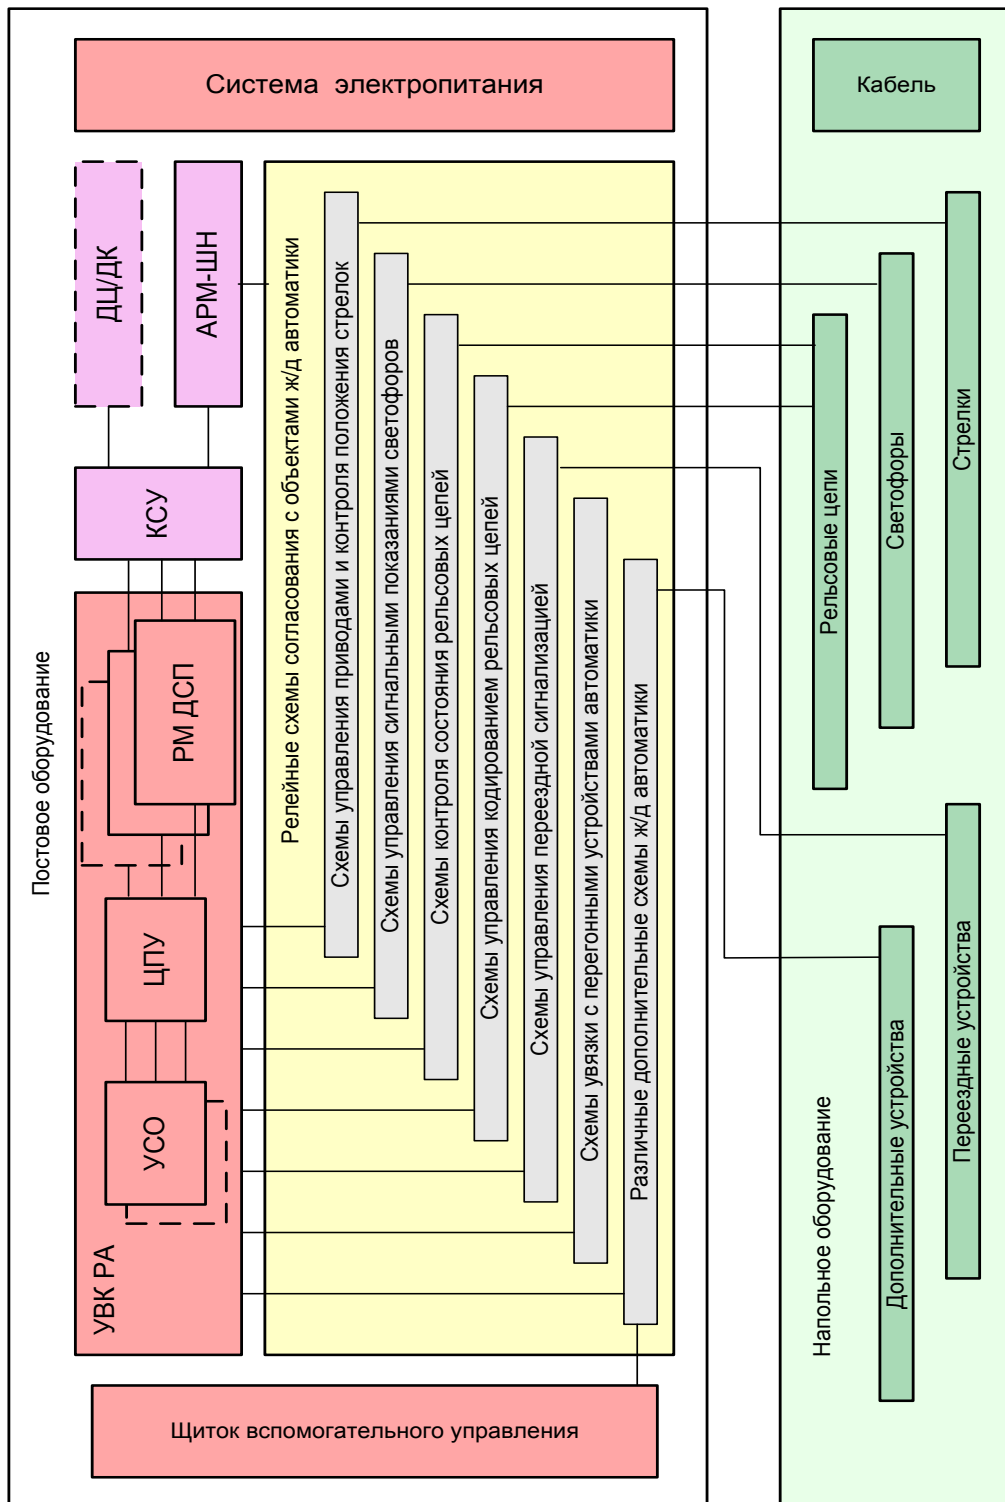 Система электропитания
Кабель
Постовое оборудование
ДЦ/ДК
АРМ-ШН
КСУ
РМ ДСП
ЦПУ
УСО
УВК РА
Релейные схемы согласования с объектами ж/д автоматики
Схемы управления приводами и контроля положения стрелок
Схемы управления сигнальными показаниями светофоров
Схемы контроля состояния рельсовых цепей
Схемы управления кодированием рельсовых цепей
Схемы управления переездной сигнализацией
Схемы увязки с перегонными устройствами автоматики
Различные дополнительные схемы ж/д автоматики
Щиток вспомогательного управления
Напольное оборудование
Рельсовые цепи
Светофоры
Стрелки
Дополнительные устройства
Переездные устройства